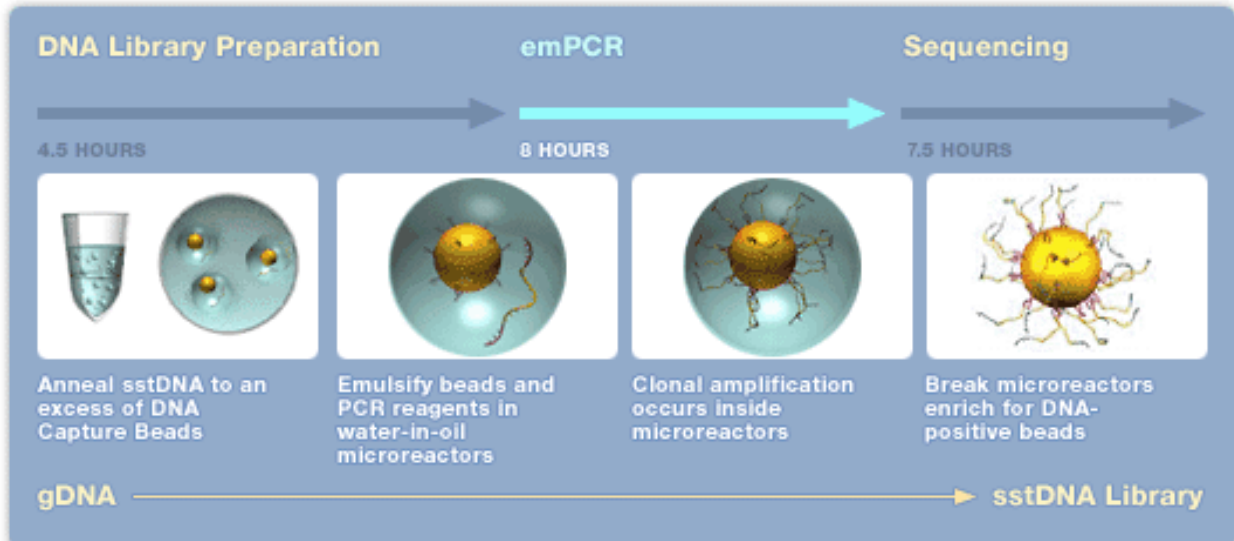 DNA Library Preparation
emPCR
Sequencing
4.5 HOURS
8 HOURS
7.5 HOURS
Anneal sstDNA to an
excess of DNA
Capture Beads
Emulsify beads and
PCR reagents in
water-in-oil
microreactors
Clonal amplification
occurs inside
microreactors
Break microreactors
enrich for DNA-
positive beads
gDNA
sstDNA Library